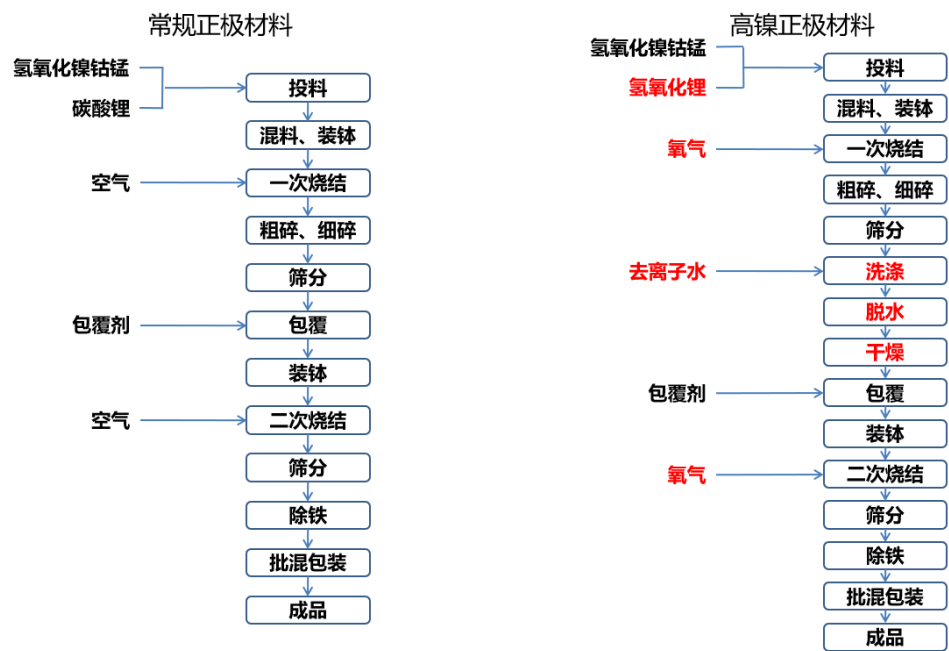 常规正极材料
氢氧化镍钴锰
碳酸锂
投料
混料、装钵
空气
一次烧结
粗碎、细碎
筛分
包覆剂
包覆
装钵
空气
二次烧结
筛分
除铁
批混包装
成品
高镍正极材料
氢氧化镍钴锰
氢氧化锂
投料
混料、装钵
氧气
一次烧结
粗碎、细碎
筛分
去离子水
洗涤
脱水
干燥
包覆剂
包覆
装钵
氧气
二次烧结
筛分
除铁
批混包装
成品